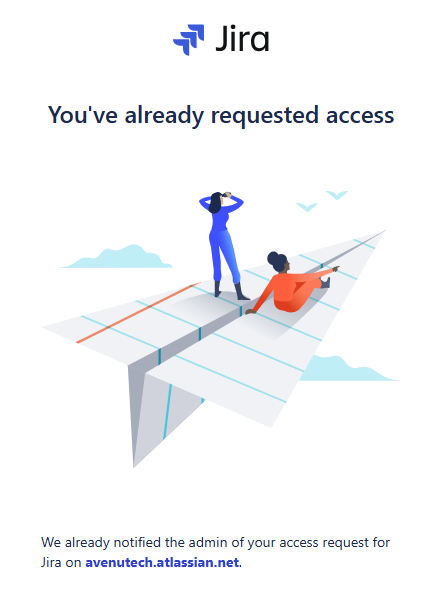 Jira
You've already requested access
We already notified the admin of your access request for
Jira on avenutech.atlassian.net.